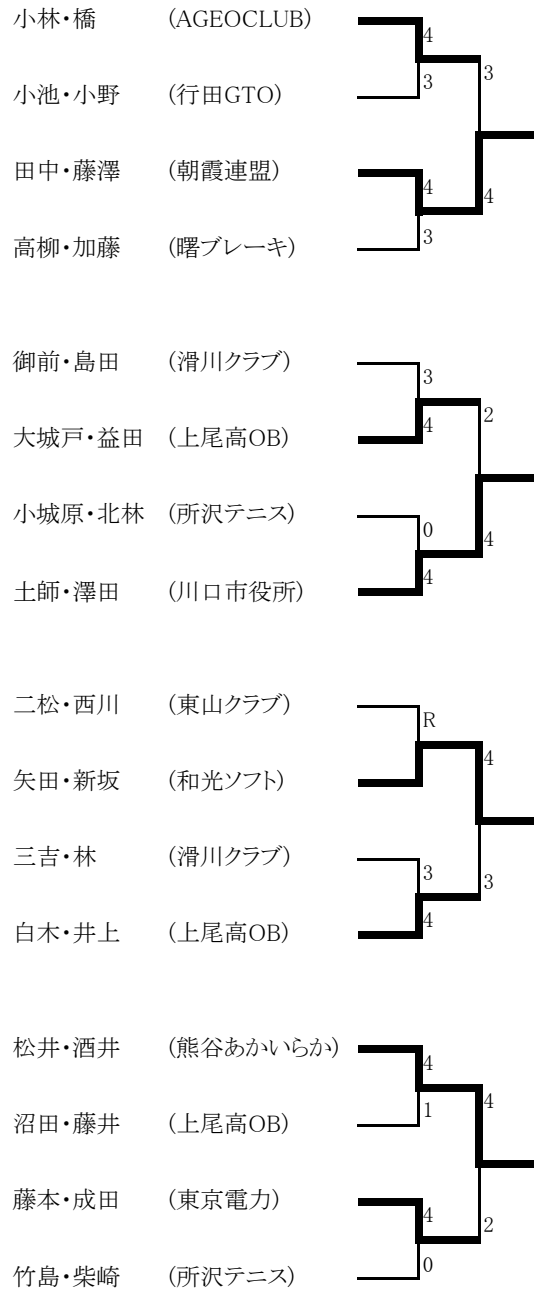 小林・橋 (AGEOCLUB)
4
3
小池・小野 (行田GTO)
3
田中・藤澤 (朝霞連盟)
4
4
高柳・加藤 (曙ブレーキ)
3
御前・島田 (滑川クラブ)
3
2
大城戸・益田 (上尾高OB)
4
小城原・北林 (所沢テニス)
0
4
土師・澤田 (川口市役所)
4
二松・西川 (東山クラブ)
R
4
矢田・新坂 (和光ソフト)
三吉・林 (滑川クラブ)
3
3
白木・井上 (上尾高OB)
4
松井・酒井 (熊谷あかいらか)
4
4
沼田・藤井 (上尾高OB)
1
藤本・成田 (東京電力)
4
2
竹島・柴崎 (所沢テニス)
0